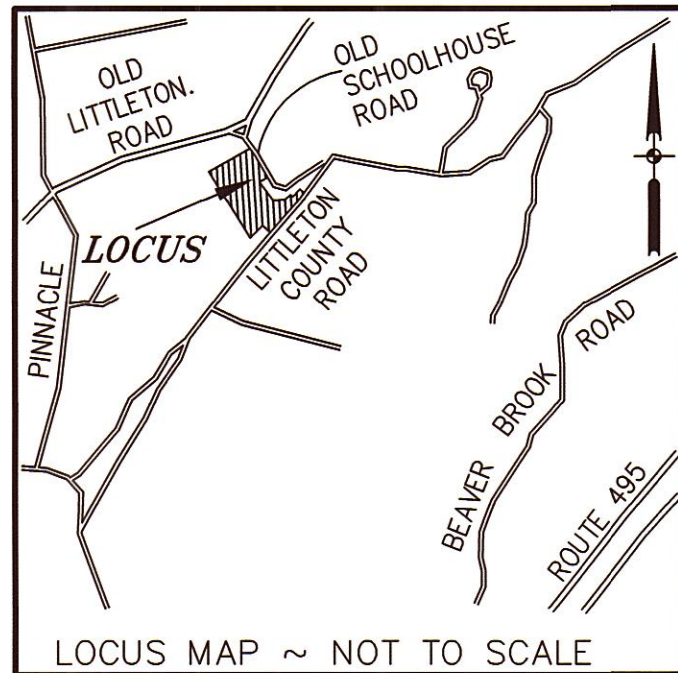 OLD
LITTLETON.
ROAD
OLD
SCHOOLHOUSE
ROAD
LOCUS
LITTLETON
COUNTY
ROAD
PINNACLE
BEAVER BROOK ROAD
ROUTE 495
LOCUS MAP ~ NOT TO SCALE